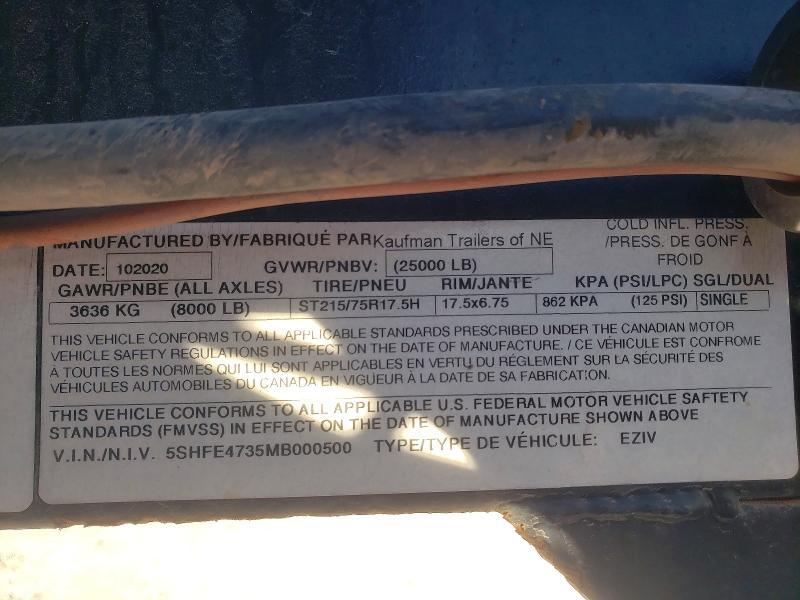 MANUFACTURED BY/FABRIQUÉ PAR Kaufman Trailers of NE
COLD INFL. PRESS.
/PRESS. DE GONF À
FROID
DATE: 102020 GVWR/PNBV: (25000 LB)
GAWR/PNBE (ALL AXLES) TIRE/PNEU RIM/JANTE KPA (PSI/LPC) SGL/DUAL
3636 KG (8000 LB) ST215/75R17.5H 17.5x6.75 862 KPA (125 PSI) SINGLE
THIS VEHICLE CONFORMS TO ALL APPLICABLE STANDARDS PRESCRIBED UNDER THE CANADIAN MOTOR
VEHICLE SAFETY REGULATIONS IN EFFECT ON THE DATE OF MANUFACTURE. / CE VÉHICULE EST CONFROME
À TOUTES LES NORMES QUI LUI SONT APPLICABLES EN VERTU DU RÉGLEMENT SUR LA SÉCURITÉ DES
VÉHICULES AUTOMOBILES DU CANADA EN VIGUEUR À LA DATE DE SA FABRICATION.
THIS VEHICLE CONFORMS TO ALL APPLICABLE U.S. FEDERAL MOTOR VEHICLE SAFETY
STANDARDS (FMVSS) IN EFFECT ON THE DATE OF MANUFACTURE SHOWN ABOVE
V.I.N./N.I.V. 5SHFE4735MB000500 TYPE/TYPE DE VÉHICULE: EZIV